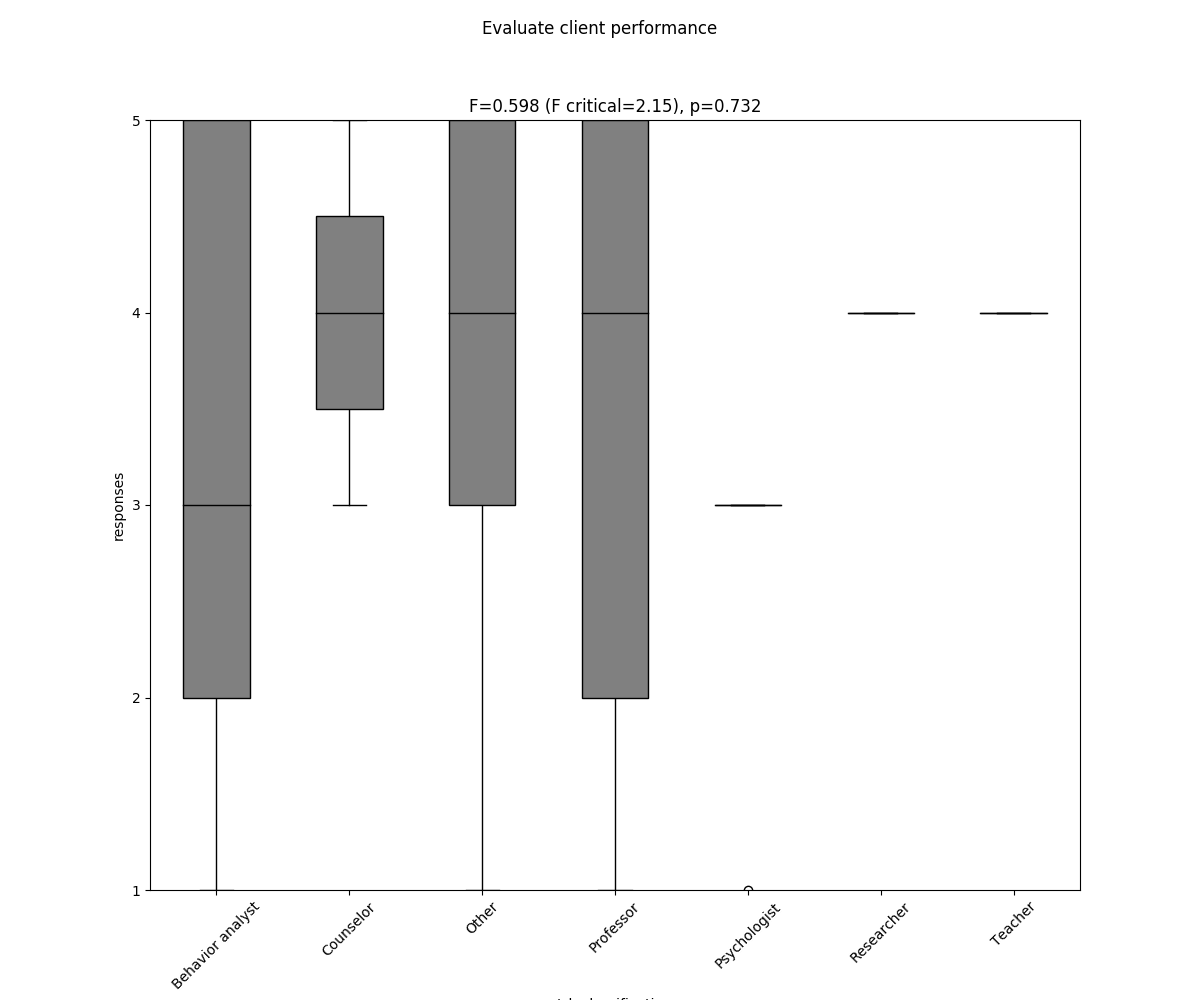 Evaluate client performance
F=0.598 (F critical=2.15), p=0.732
5
4
3
2
1
responses
Behavior analyst
Counselor
Other
Professor
Psychologist
Researcher
Teacher